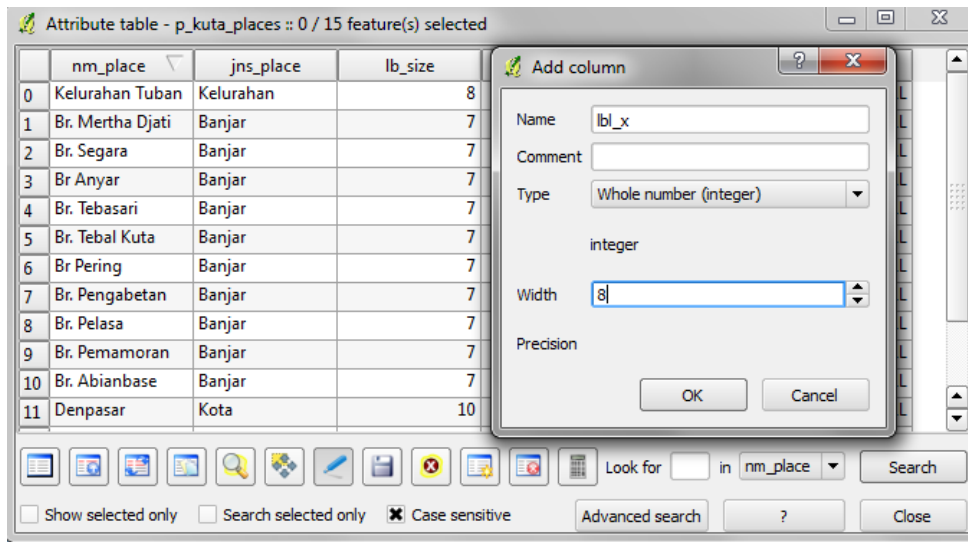 Attribute table - p_kuta_places :: 0 / 15 feature(s) selected
nm_place jns_place lb_size
0 Kelurahan Tuban Kelurahan 8
1 Br. Mertha Djati Banjar 7
2 Br. Segara Banjar 7
3 Br Anyar Banjar 7
4 Br. Tebasari Banjar 7
5 Br. Tebal Kuta Banjar 7
6 Br Pering Banjar 7
7 Br. Pengabetan Banjar 7
8 Br. Pelasa Banjar 7
9 Br. Pemamoran Banjar 7
10 Br. Abianbase Banjar 7
11 Denpasar Kota 10
Add column
Name lbl_x
Comment
Type Whole number (integer)
integer
Width 8
Precision
OK Cancel
Look for in nm_place Search
Show selected only Search selected only Case sensitive Advanced search ? Close